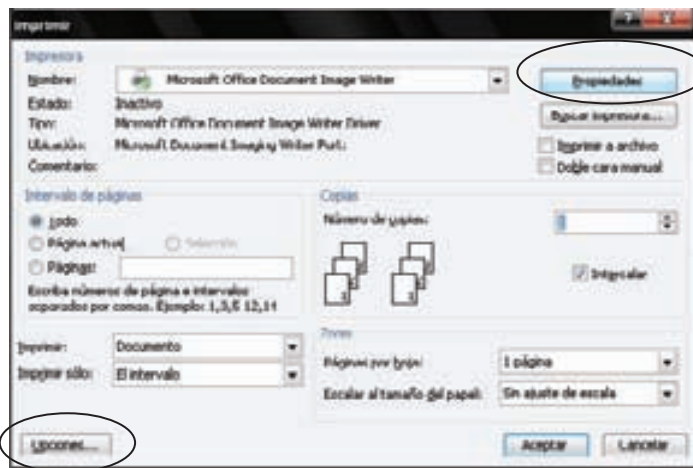 Imprimir
Impresora
Nombre: Microsoft Office Document Image Writer
Propiedades
Estado: Inactivo
Buscar impresora...
Tipo: Microsoft Office Document Image Writer Driver
Ubicación: Microsoft Document Imaging Writer Port:
Imprimir a archivo
Comentario:
Doble cara manual
Intervalo de páginas
Copias
Todo
Número de copias: 1
Página actual Selección
Páginas:
Intercalar
Escriba números de página e intervalos
separados por comas. Ejemplo: 1,3,5-12,14
Zoom
Imprimir: Documento
Páginas por hoja: 1 página
Imprimir sólo: El intervalo
Escalar al tamaño del papel: Sin ajuste de escala
Opciones...
Aceptar
Cancelar